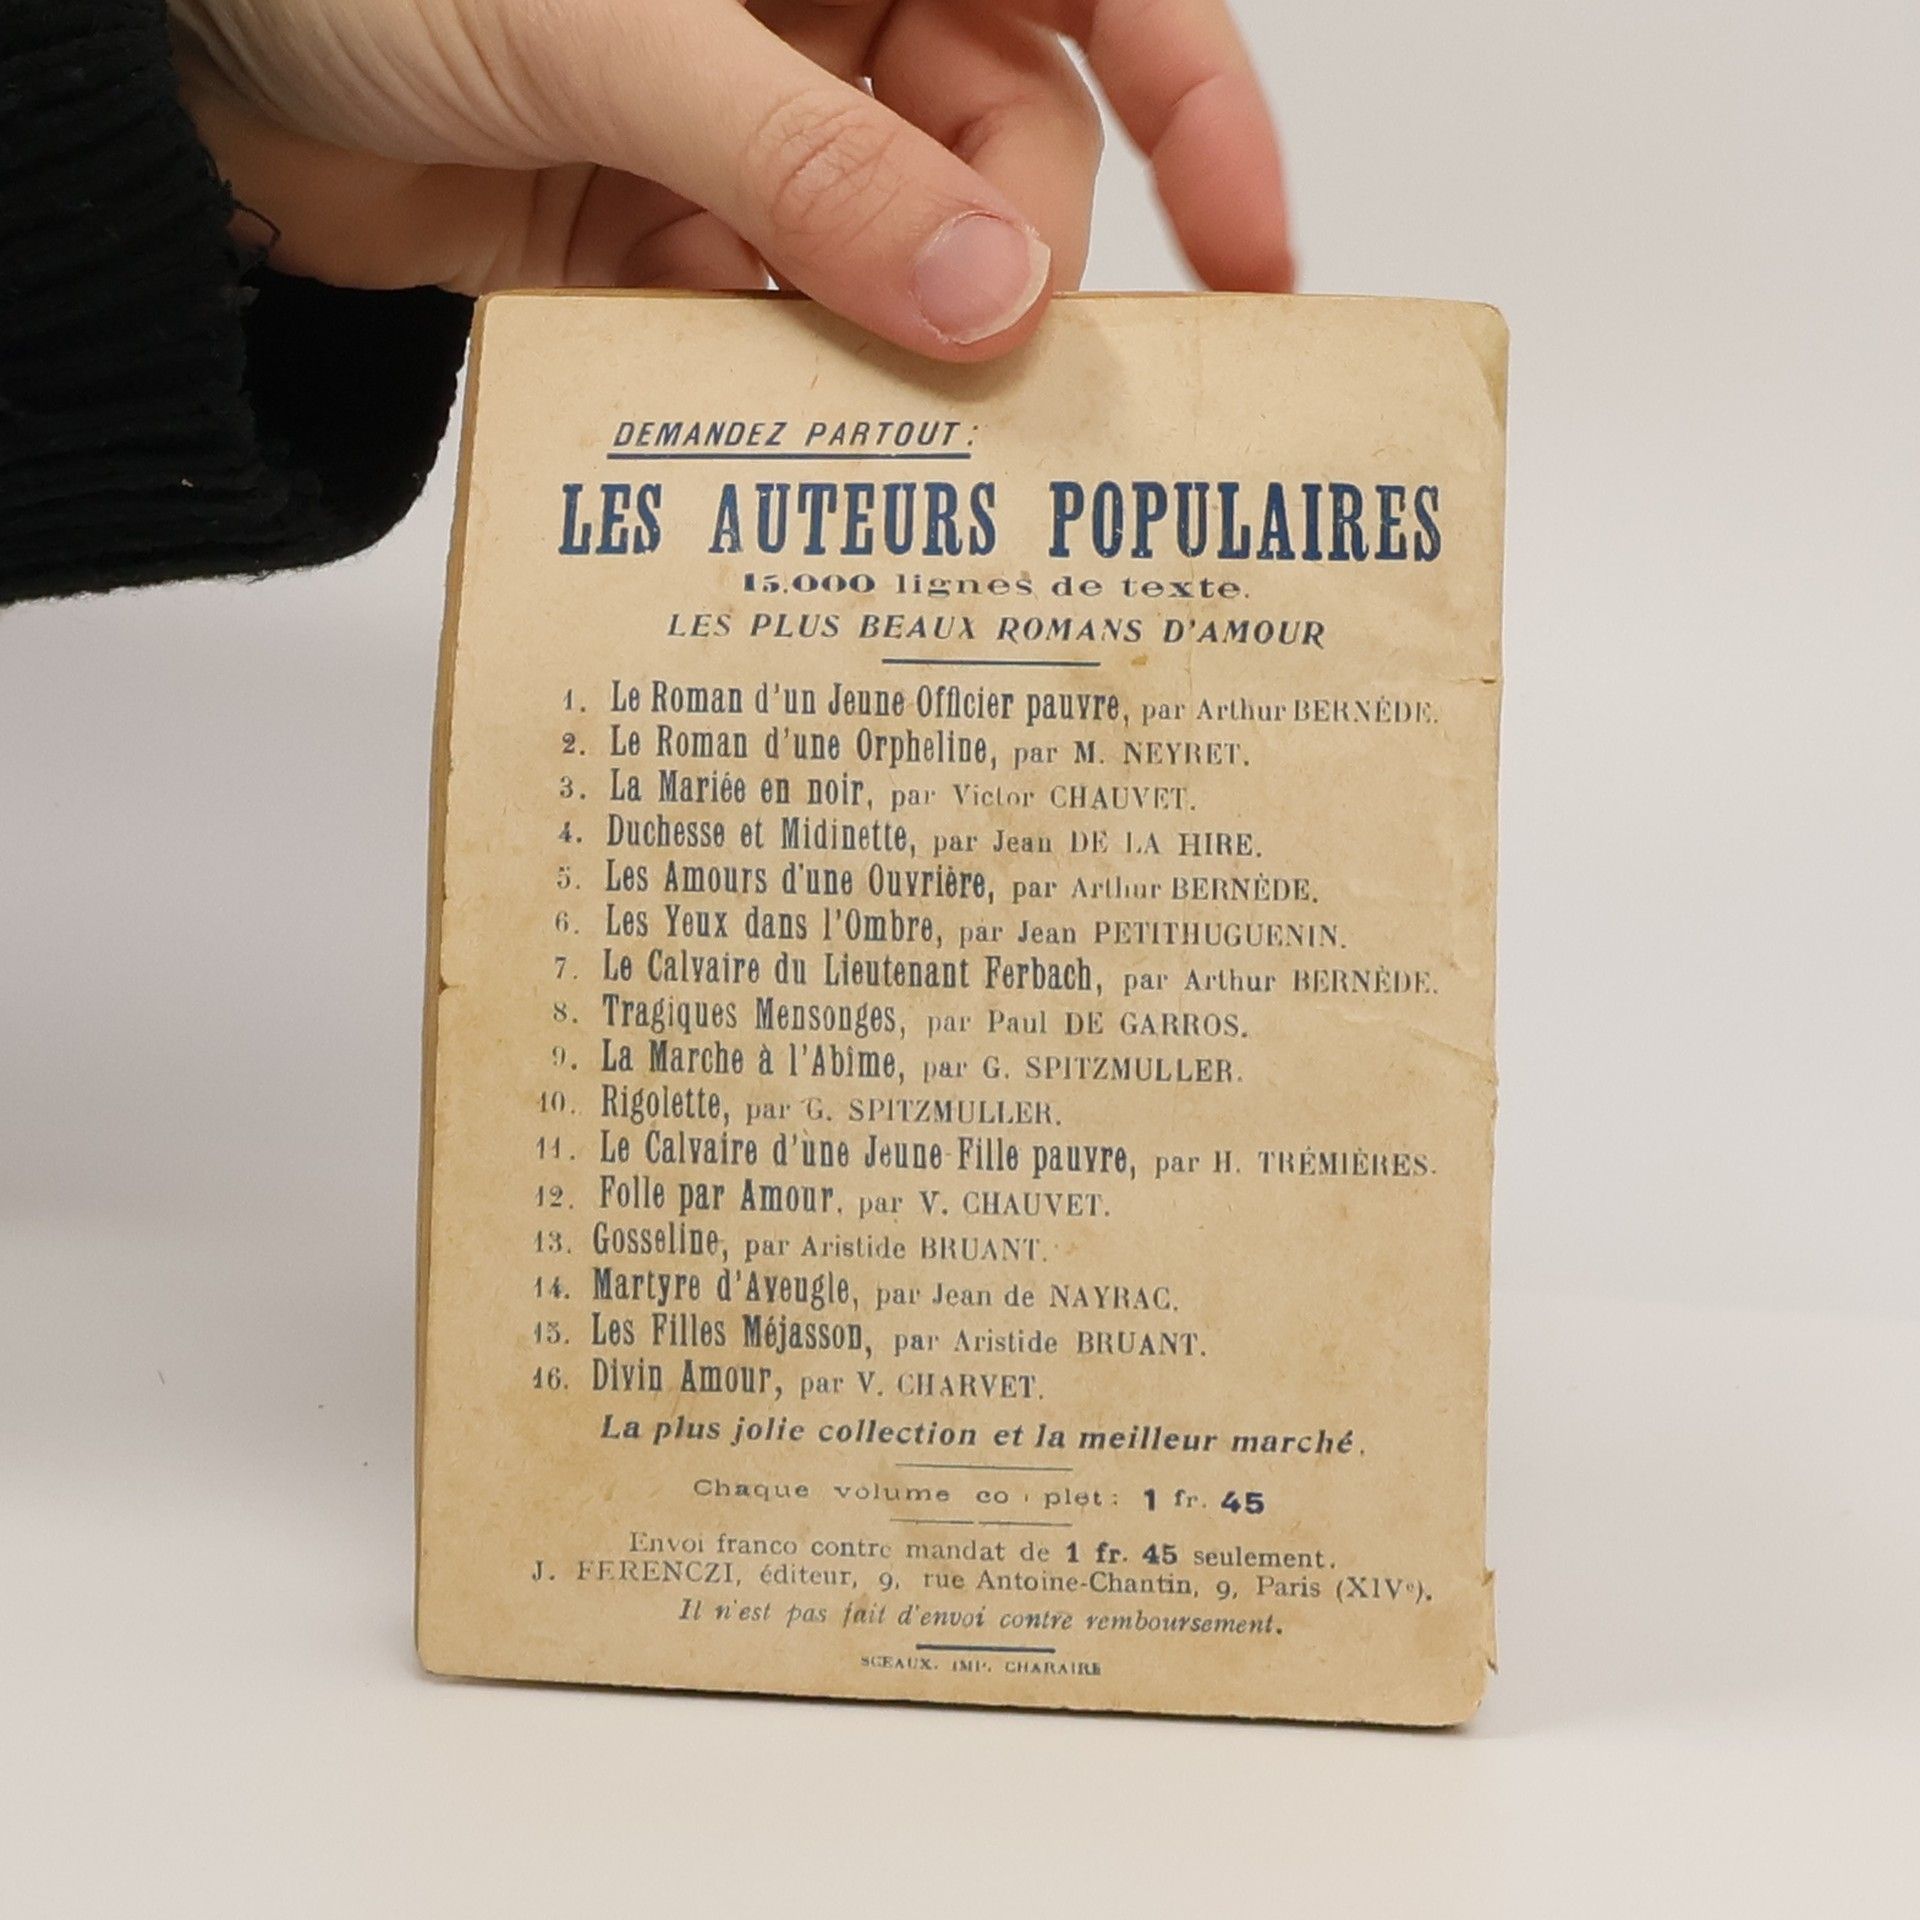 DEMANDEZ PARTOUT :
LES AUTEURS POPULAIRES
15.000 lignes de texte.
LES PLUS BEAUX ROMANS D'AMOUR
1. Le Roman d'un Jeune Officier pauvre, par Arthur BERNÈDE.
2. Le Roman d'une Orpheline, par M. NEYRET.
3. La Mariée en noir, par Victor CHAUVET.
4. Duchesse et Midinette, par Jean DE LA HIRE.
5. Les Amours d'une Ouvrière, par Arthur BERNÈDE.
6. Les Yeux dans l'Ombre, par Jean PETITHUGUENIN.
7. Le Calvaire du Lieutenant Ferbach, par Arthur BERNÈDE.
8. Tragiques Mensonges, par Paul DE GARROS.
9. La Marche à l'Abîme, par G. SPITZMULLER.
10. Rigolette, par G. SPITZMULLER.
11. Le Calvaire d'une Jeune Fille pauvre, par H. TRÉMIÈRES.
12. Folle par Amour, par V. CHAUVET.
13. Gosseline, par Aristide BRUANT.
14. Martyre d'Aveugle, par Jean de NAYRAC.
15. Les Filles Méjasson, par Aristide BRUANT.
16. Divin Amour, par V. CHARVET.
La plus jolie collection et la meilleur marché.
Chaque volume co plet : 1 fr. 45
Envoi franco contre mandat de 1 fr. 45 seulement.
J. FERENCZI, éditeur, 9, rue Antoine-Chantin, 9, Paris (XIVe).
Il n'est pas fait d'envoi contre remboursement.
SCEAUX. IMP. CHARAIRE